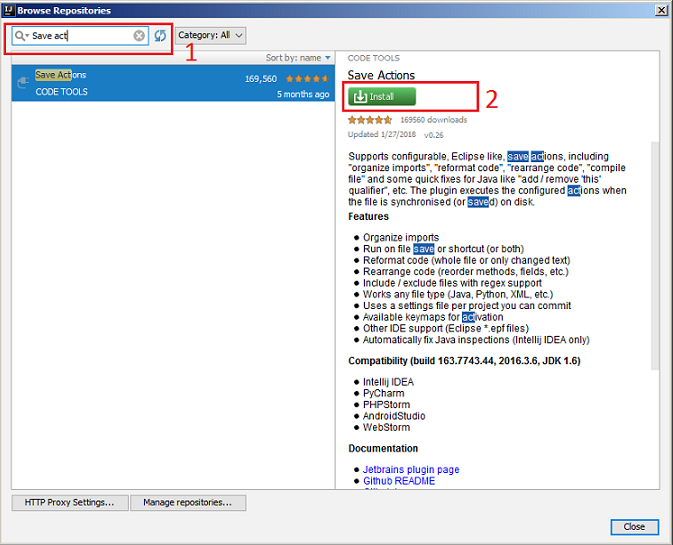 Browse Repositories
Save act
Category: All
1
Sort by: name
Save Actions
169,560
CODE TOOLS
5 months ago
CODE TOOLS
Save Actions
Install
2
169560 downloads
Updated 1/27/2018 v0.26
Supports configurable, Eclipse like, save actions, including
"organize imports", "reformat code", "rearrange code", "compile
file" and some quick fixes for Java like "add / remove 'this'
qualifier", etc. The plugin executes the configured actions when
the file is synchronised (or saved) on disk.
Features
Organize imports
Run on file save or shortcut (or both)
Reformat code (whole file or only changed text)
Rearrange code (reorder methods, fields, etc.)
Include / exclude files with regex support
Works any file type (Java, Python, XML, etc.)
Uses a settings file per project you can commit
Available keymaps for activation
Other IDE support (Eclipse *.epf files)
Automatically fix Java inspections (Intellij IDEA only)
Compatibility (build 163.7743.44, 2016.3.6, JDK 1.6)
Intellij IDEA
PyCharm
PHPStorm
AndroidStudio
WebStorm
Documentation
Jetbrains plugin page
Github README
HTTP Proxy Settings...
Manage repositories...
Close